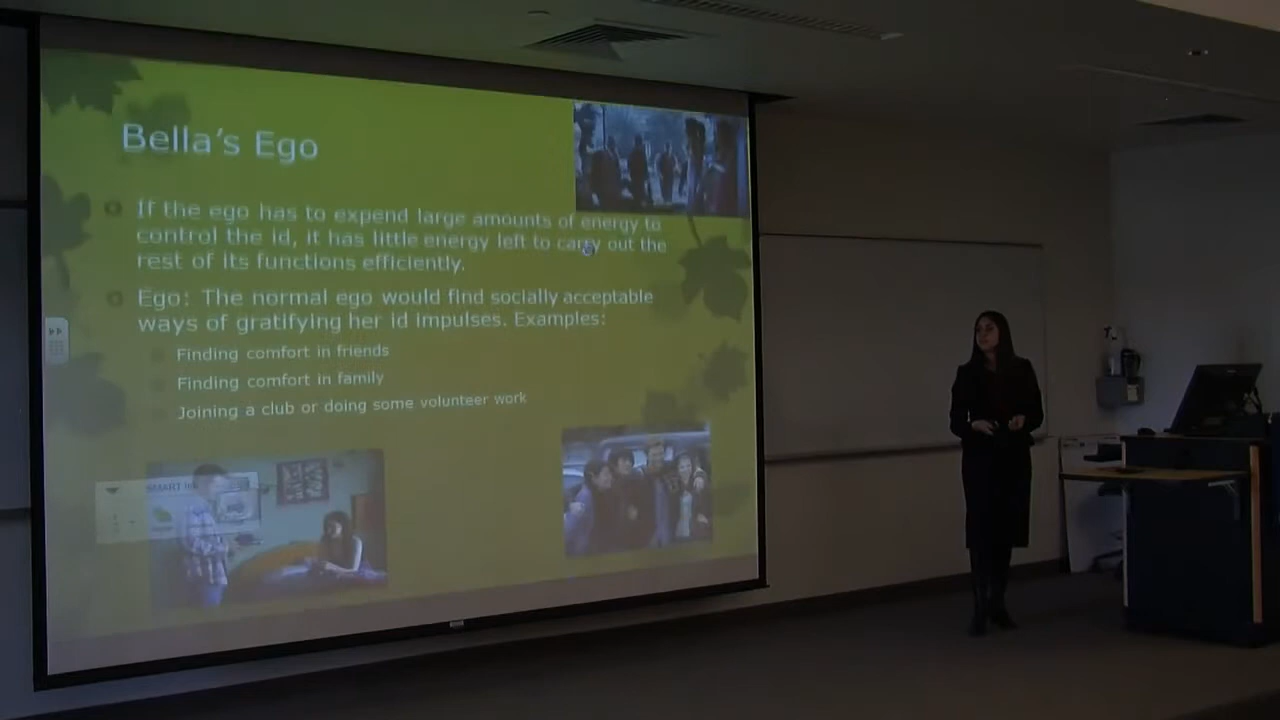 Bella's Ego
If the ego has to expend large amounts of energy to
control the id, it has little energy left to carry out the
rest of its functions efficiently.
Ego: The normal ego would find socially acceptable
ways of gratifying her id impulses. Examples:
Finding comfort in friends
Finding comfort in family
Joining a club or doing some volunteer work
SMART Ink